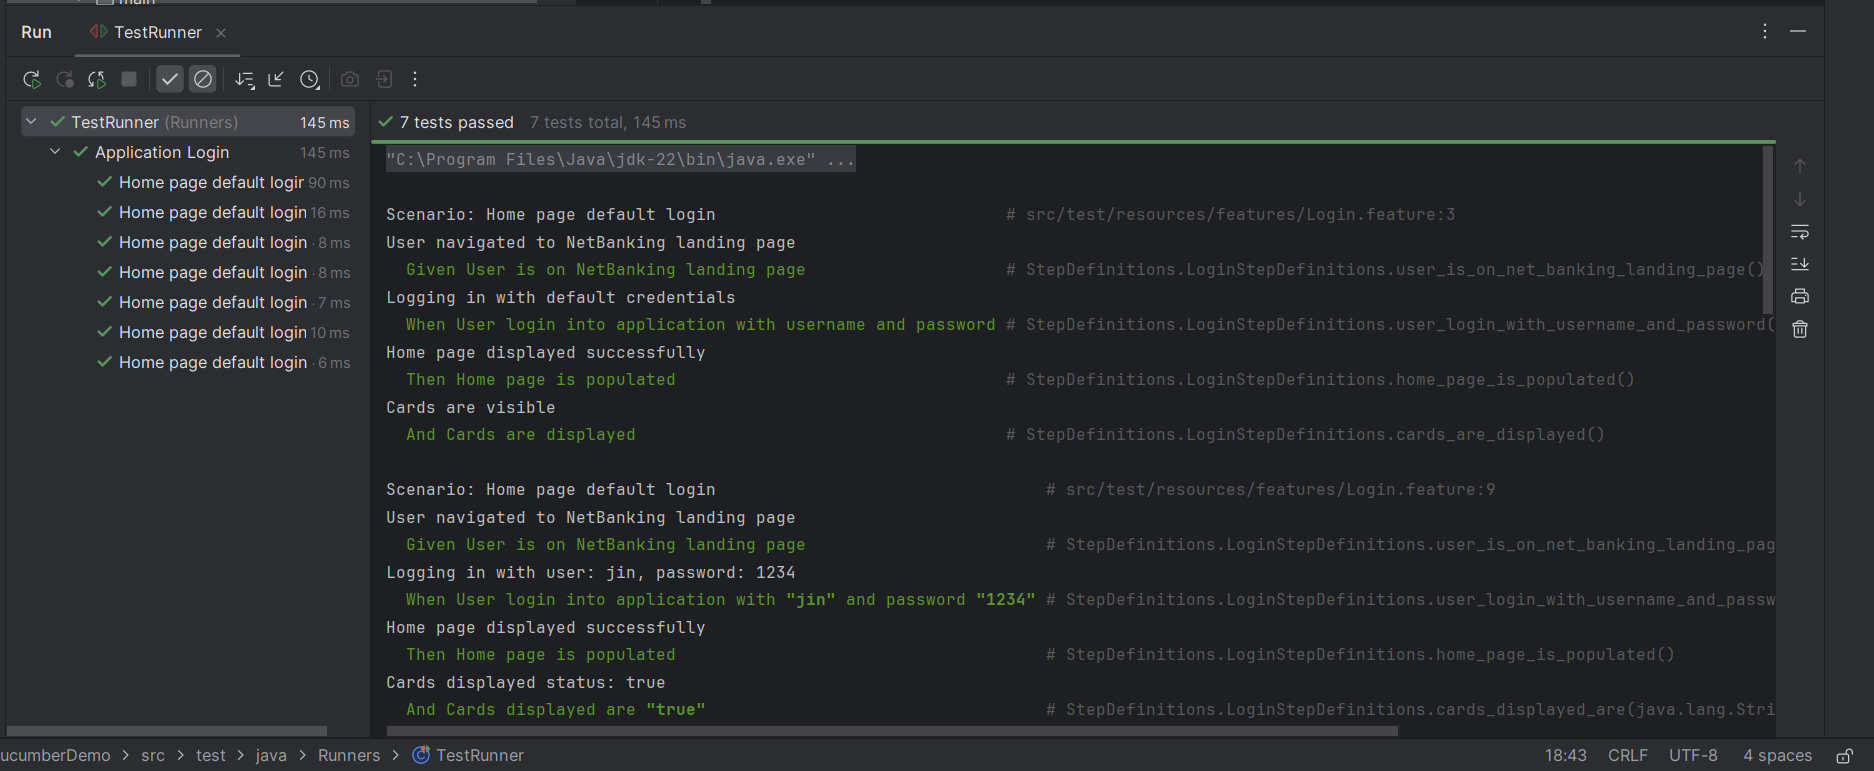 main
Run TestRunner
TestRunner (Runners) 145 ms
Application Login 145 ms
Home page default login 90 ms
Home page default login 16 ms
Home page default login · 8 ms
Home page default login · 8 ms
Home page default login · 7 ms
Home page default login 10 ms
Home page default login · 6 ms
7 tests passed 7 tests total, 145 ms
"C:\Program Files\Java\jdk-22\bin\java.exe" ...
Scenario: Home page default login # src/test/resources/features/Login.feature:3
User navigated to NetBanking landing page
Given User is on NetBanking landing page # StepDefinitions.LoginStepDefinitions.user_is_on_net_banking_landing_page()
Logging in with default credentials
When User login into application with username and password # StepDefinitions.LoginStepDefinitions.user_login_with_username_and_password(
Home page displayed successfully
Then Home page is populated # StepDefinitions.LoginStepDefinitions.home_page_is_populated()
Cards are visible
And Cards are displayed # StepDefinitions.LoginStepDefinitions.cards_are_displayed()
Scenario: Home page default login # src/test/resources/features/Login.feature:9
User navigated to NetBanking landing page
Given User is on NetBanking landing page # StepDefinitions.LoginStepDefinitions.user_is_on_net_banking_landing_pag
Logging in with user: jin, password: 1234
When User login into application with "jin" and password "1234" # StepDefinitions.LoginStepDefinitions.user_login_with_username_and_passw
Home page displayed successfully
Then Home page is populated # StepDefinitions.LoginStepDefinitions.home_page_is_populated()
Cards displayed status: true
And Cards displayed are "true" # StepDefinitions.LoginStepDefinitions.cards_displayed_are(java.lang.Stri
ucumberDemo > src > test > java > Runners > TestRunner 18:43 CRLF UTF-8 4 spaces